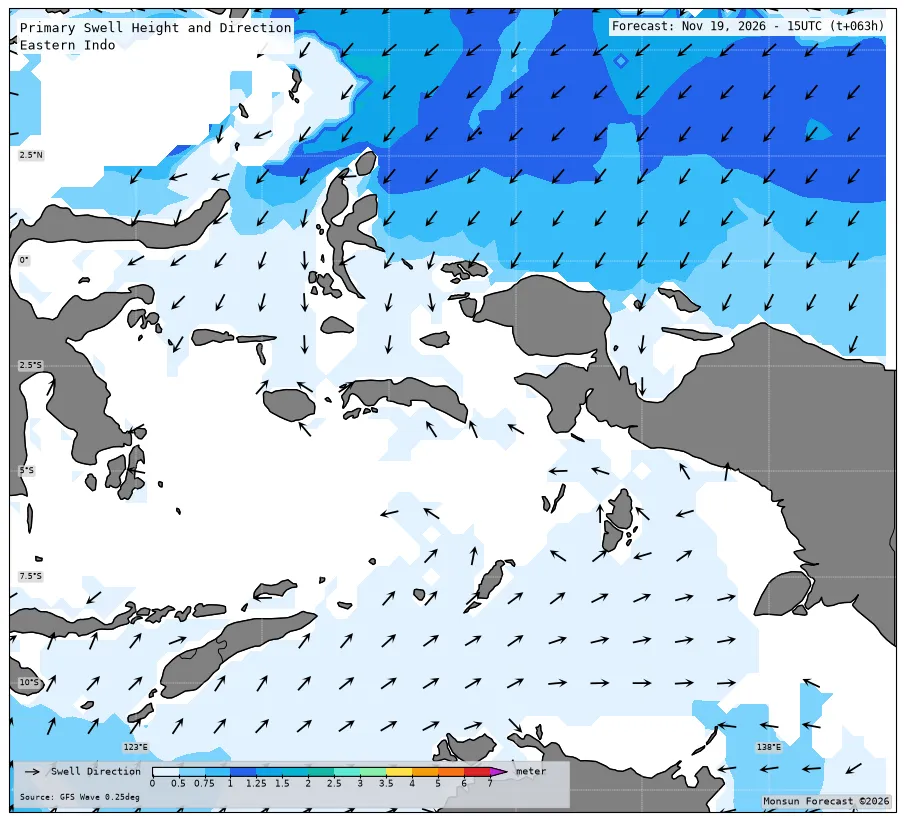 Primary Swell Height and Direction
Eastern Indo
Forecast: Nov 19, 2026 - 15UTC (t+063h)
2.5°N
0°
2.5°S
5°S
7.5°S
10°S
123°E
138°E
Swell Direction
0 0.5 0.75 1 1.25 1.5 2 2.5 3 3.5 4 5 6 7
meter
Source: GFS Wave 0.25deg
Monsun Forecast ©2026